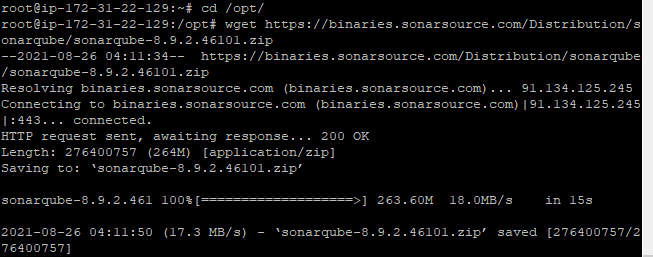 root@ip-172-31-22-129:~# cd /opt/
root@ip-172-31-22-129:/opt# wget https://binaries.sonarsource.com/Distribution/s
onarqube/sonarqube-8.9.2.46101.zip
--2021-08-26 04:11:34--  https://binaries.sonarsource.com/Distribution/sonarqube
/sonarqube-8.9.2.46101.zip
Resolving binaries.sonarsource.com (binaries.sonarsource.com)... 91.134.125.245
Connecting to binaries.sonarsource.com (binaries.sonarsource.com)|91.134.125.245
|:443... connected.
HTTP request sent, awaiting response... 200 OK
Length: 276400757 (264M) [application/zip]
Saving to: ‘sonarqube-8.9.2.46101.zip’
sonarqube-8.9.2.461 100%[===================>] 263.60M  18.0MB/s    in 15s
2021-08-26 04:11:50 (17.3 MB/s) - ‘sonarqube-8.9.2.46101.zip’ saved [276400757/2
76400757]